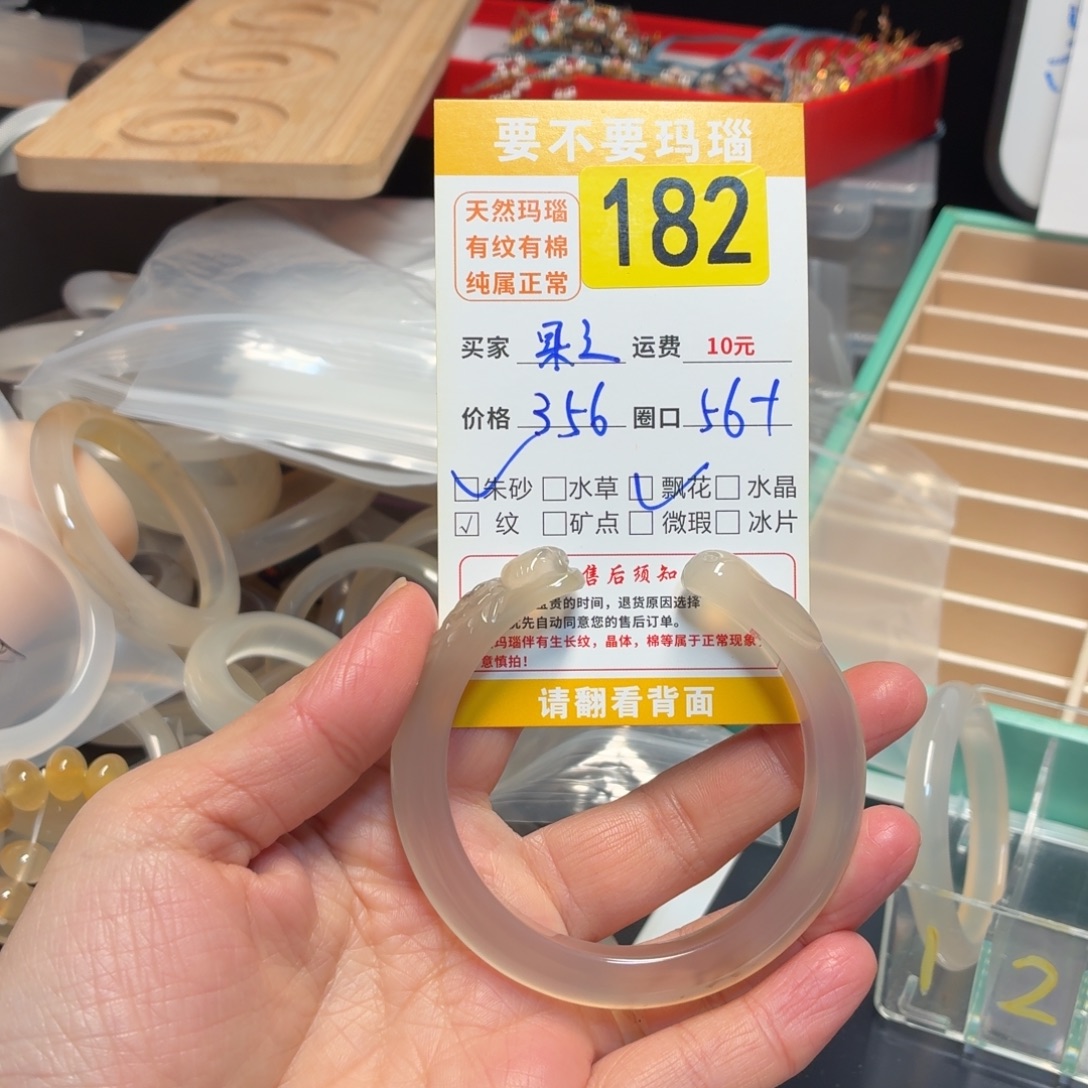 要不要玛瑙
天然玛瑙
有纹有棉
纯属正常
182
买家 运费 10元
价格 356 圈口 56+
朱砂 水草 飘花 水晶
√ 纹 矿点 微瑕 冰片
售后须知
的时间，退货原因选择
先自动同意您的售后订单。
玛瑙伴有生长纹，晶体，棉等属于正常现象
意慎拍！
请翻看背面
1
2